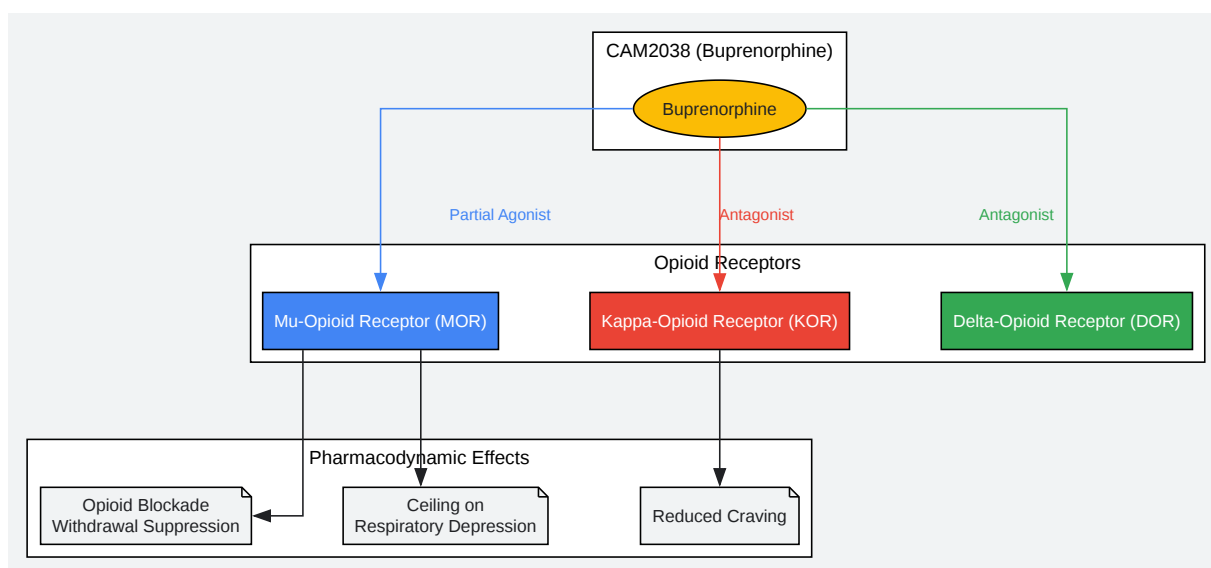 CAM2038 (Buprenorphine)
Buprenorphine
Partial Agonist
Antagonist
Antagonist
Opioid Receptors
Mu-Opioid Receptor (MOR)
Kappa-Opioid Receptor (KOR)
Delta-Opioid Receptor (DOR)
Pharmacodynamic Effects
Opioid Blockade
Withdrawal Suppression
Ceiling on
Respiratory Depression
Reduced Craving